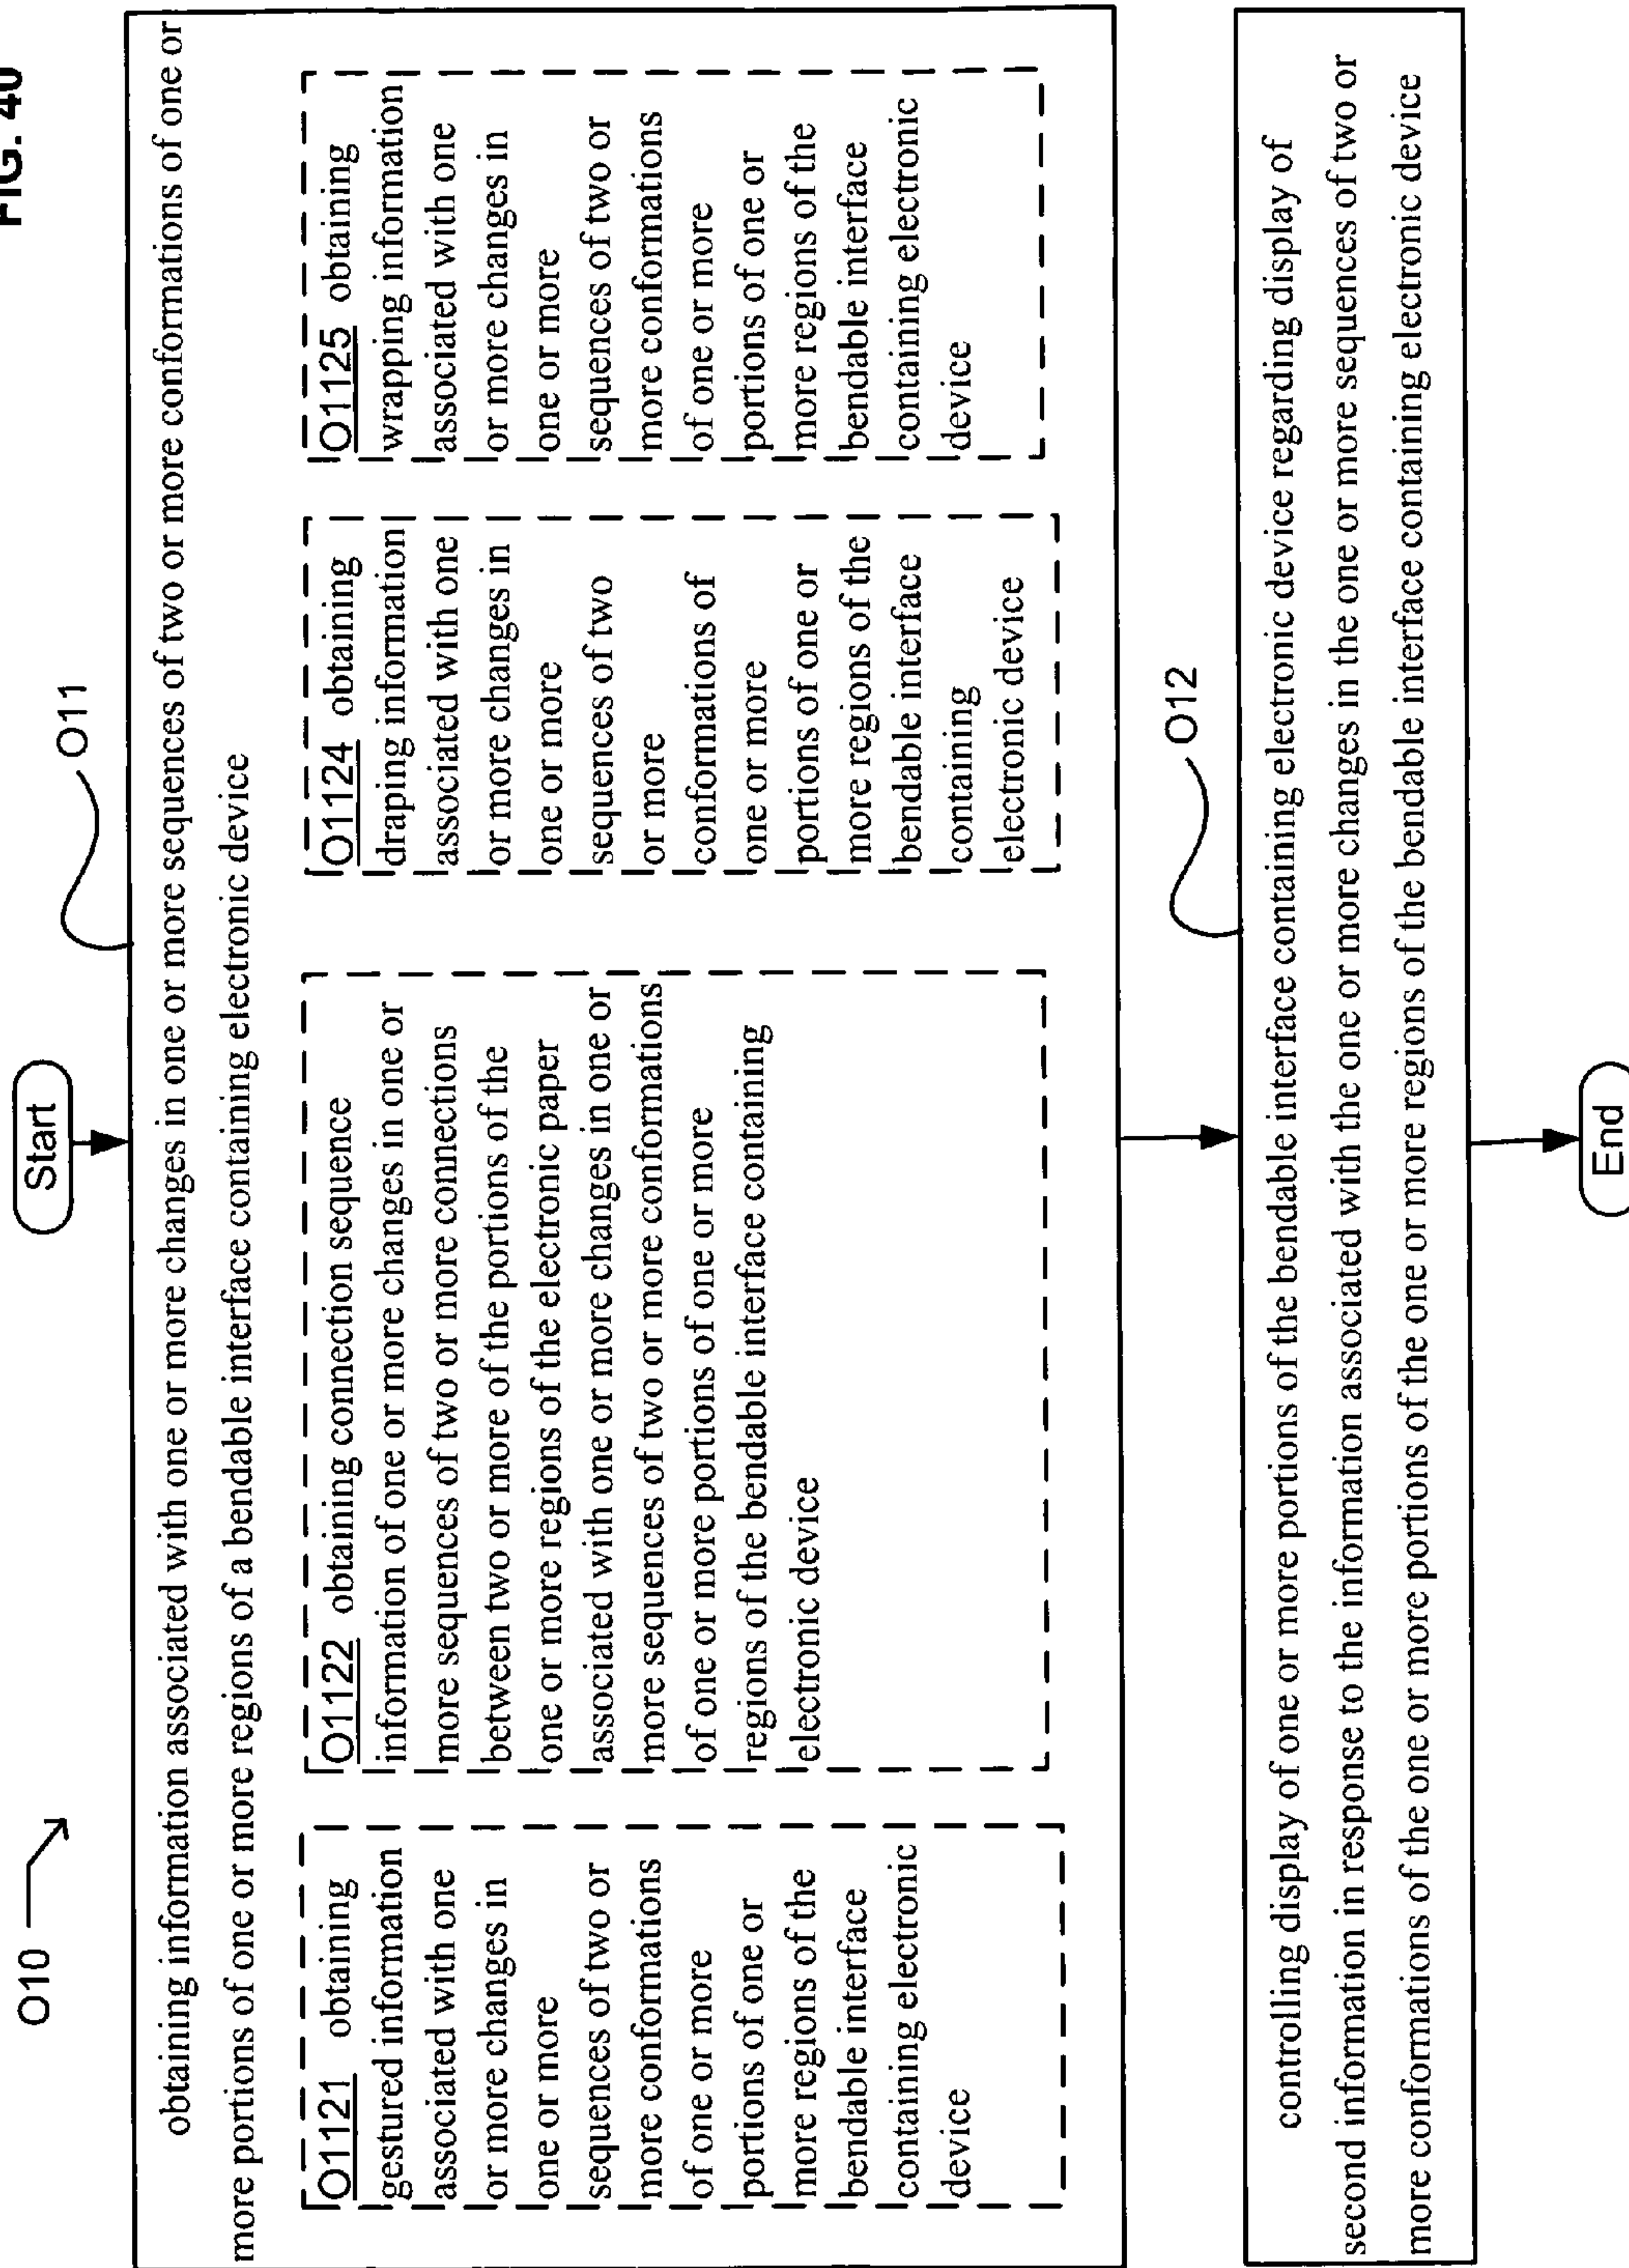 FIG. 40
O10
Start
O11
obtaining information associated with one or more changes in one or more sequences of two or more conformations of one or
more portions of one or more regions of a bendable interface containing electronic device
O1121 obtaining
gestured information
associated with one
or more changes in
one or more
sequences of two or
more conformations
of one or more
portions of one or
more regions of the
bendable interface
containing electronic
device
O1122 obtaining connection sequence
information of one or more changes in one or
more sequences of two or more connections
between two or more of the portions of the
one or more regions of the electronic paper
associated with one or more changes in one or
more sequences of two or more conformations
of one or more portions of one or more
regions of the bendable interface containing
electronic device
O1124 obtaining
draping information
associated with one
or more changes in
one or more
sequences of two
or more
conformations of
one or more
portions of one or
more regions of the
bendable interface
containing
electronic device
O1125 obtaining
wrapping information
associated with one
or more changes in
one or more
sequences of two or
more conformations
of one or more
portions of one or
more regions of the
bendable interface
containing electronic
device
O12
controlling display of one or more portions of the bendable interface containing electronic device regarding display of
second information in response to the information associated with the one or more changes in the one or more sequences of two or
more conformations of the one or more portions of the one or more regions of the bendable interface containing electronic device
End